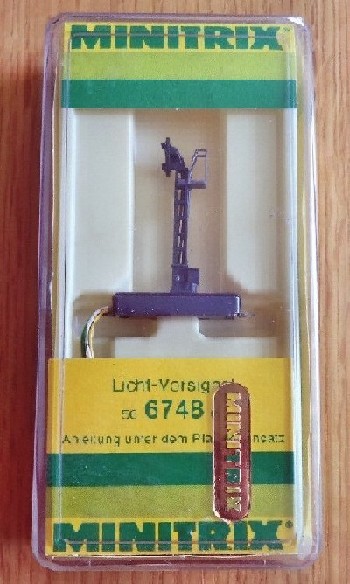 MINITRIX
Licht-Vorsignal
6748
Anleitung unter dem
MINITRIX
MINITRIX